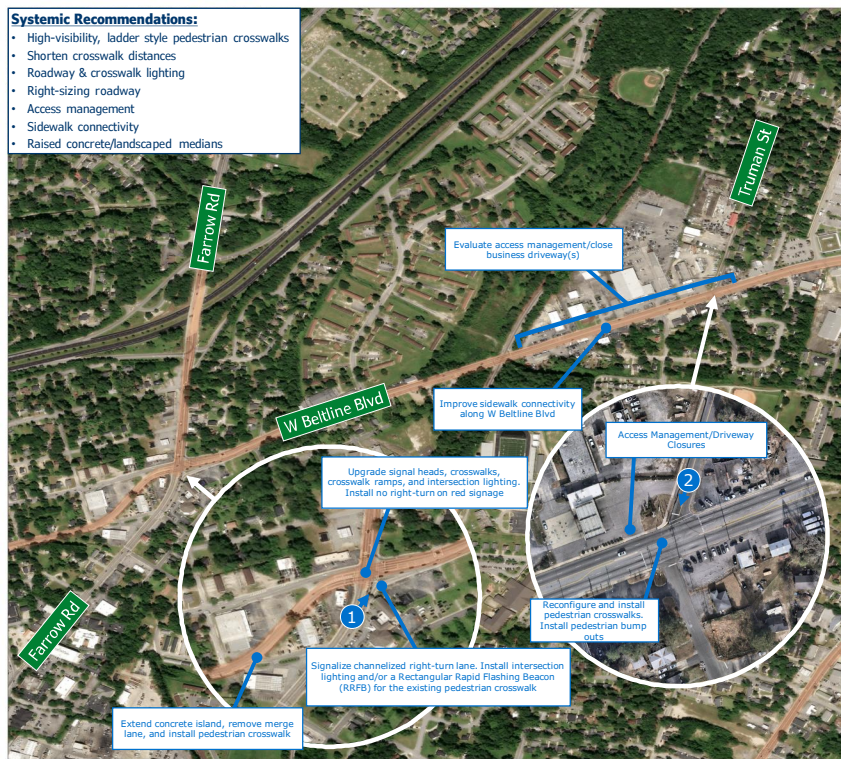 Systemic Recommendations:
• High-visibility, ladder style pedestrian crosswalks
• Shorten crosswalk distances
• Roadway & crosswalk lighting
• Right-sizing roadway
• Access management
• Sidewalk connectivity
• Raised concrete/landscaped medians
Farrow Rd
Truman St
Evaluate access management/close
business driveway(s)
W Beltline Blvd
Improve sidewalk connectivity
along W Beltline Blvd
Access Management/Driveway
Closures
Upgrade signal heads, crosswalks,
crosswalk ramps, and intersection lighting.
Install no right-turn on red signage
2
1
Reconfigure and install
pedestrian crosswalks.
Install pedestrian bump
outs
Farrow Rd
Signalize channelized right-turn lane. Install intersection
lighting and/or a Rectangular Rapid Flashing Beacon
(RRFB) for the existing pedestrian crosswalk
Extend concrete island, remove merge
lane, and install pedestrian crosswalk